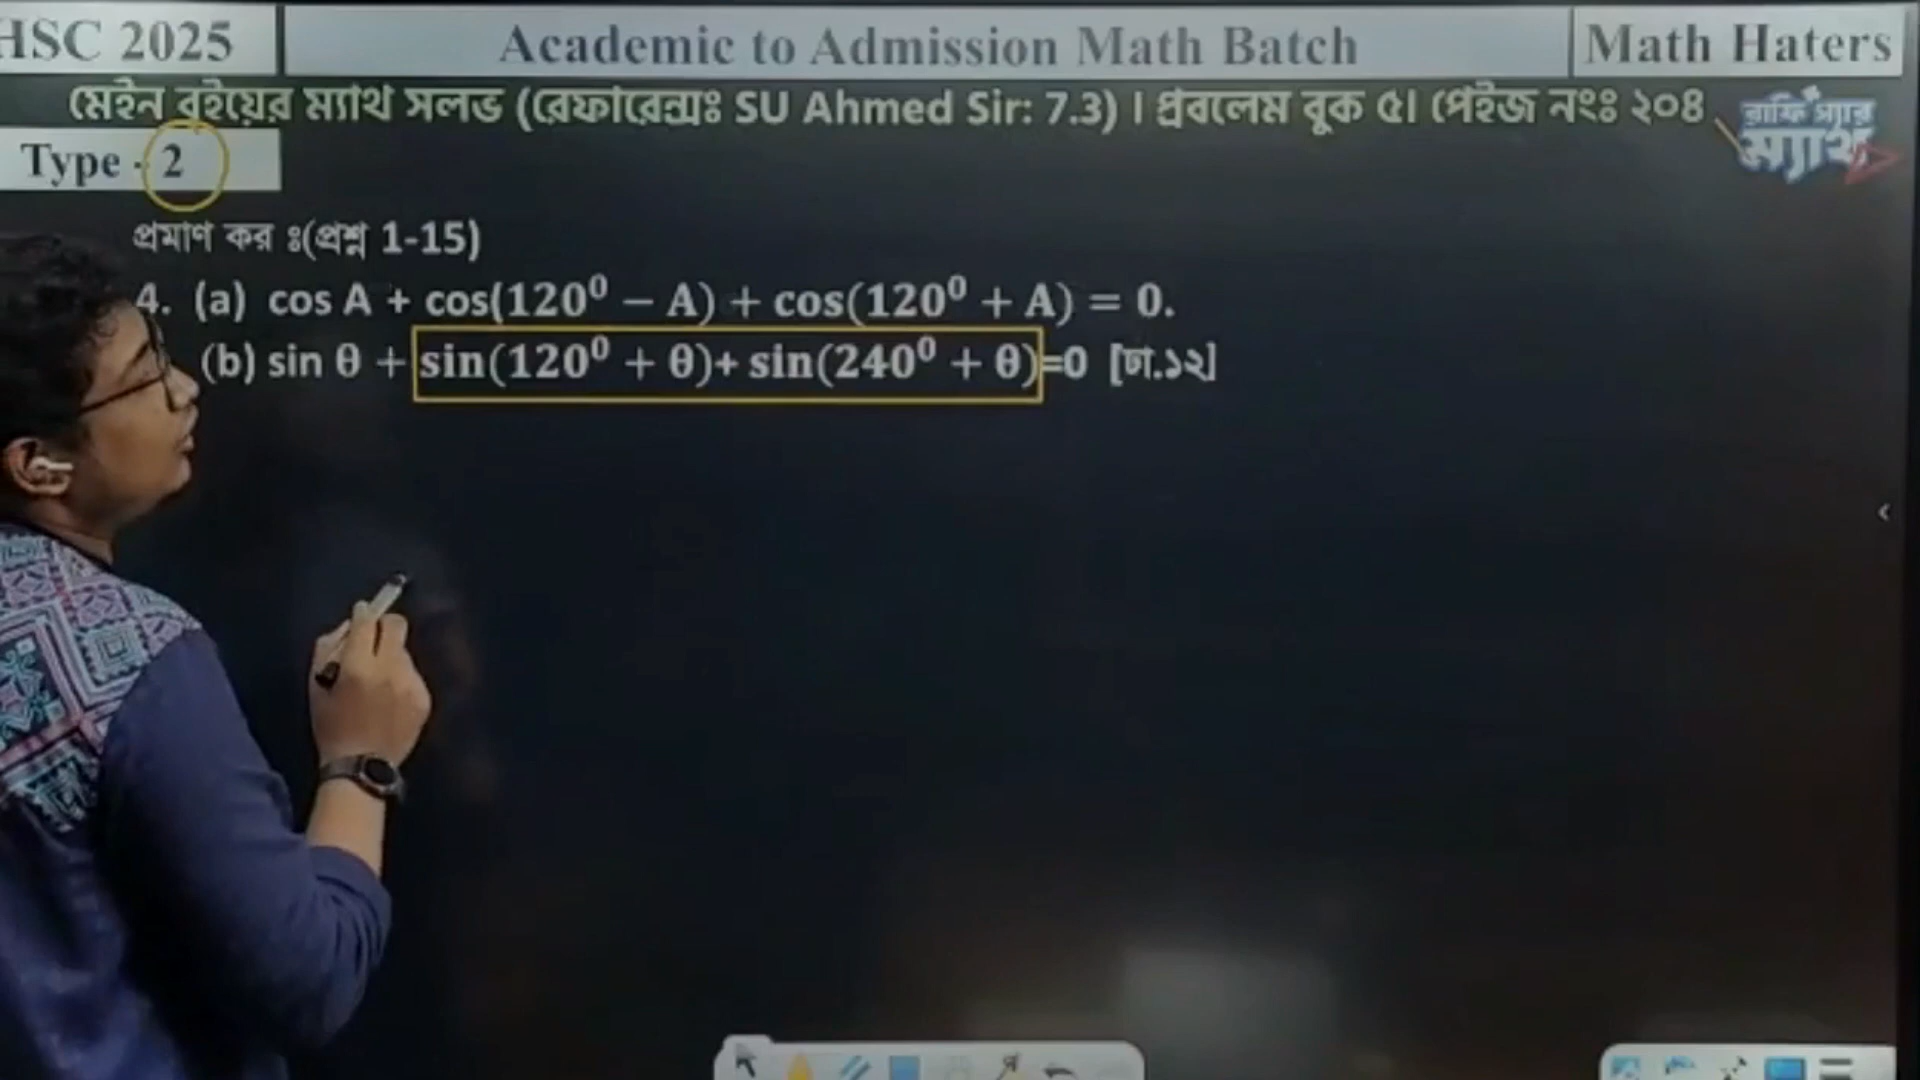 HSC 2025
Academic to Admission Math Batch
Math Haters
মেইন বইয়ের ম্যাথ সলভ (রেফারেন্সঃ SU Ahmed Sir: 7.3) । প্রবলেম বুক ৫। পেইজ নংঃ ২০৪
রাফি স্যার
ম্যাথ
Type - 2
প্রমাণ কর ঃ(প্রশ্ন 1-15)
4. (a) cos A + cos(120⁰ − A) + cos(120⁰ + A) = 0.
(b) sin θ + sin(120⁰ + θ)+ sin(240⁰ + θ)=0 [ঢা.১২]